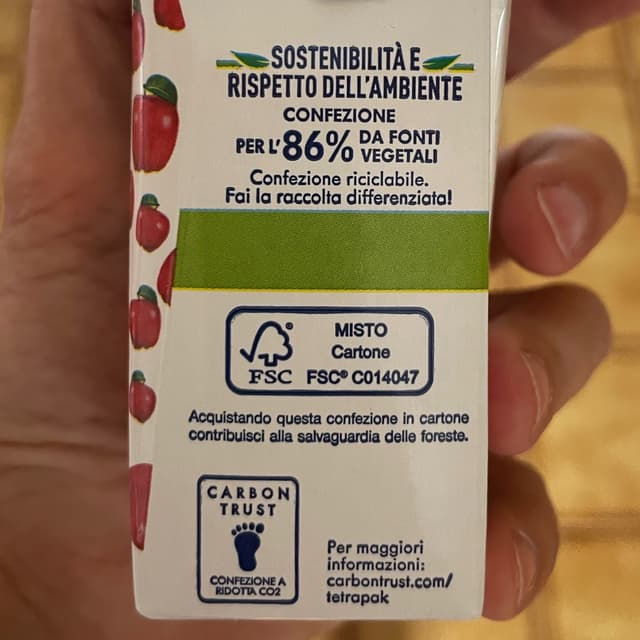 SOSTENIBILITÀ E
RISPETTO DELL'AMBIENTE
CONFEZIONE
PER L'86% DA FONTI
VEGETALI
Confezione riciclabile.
Fai la raccolta differenziata!
MISTO
Cartone
FSC® C014047
FSC
Acquistando questa confezione in cartone
contribuisci alla salvaguardia delle foreste.
CARBON
TRUST
CONFEZIONE A
RIDOTTA CO2
Per maggiori
informazioni:
carbontrust.com/
tetrapak